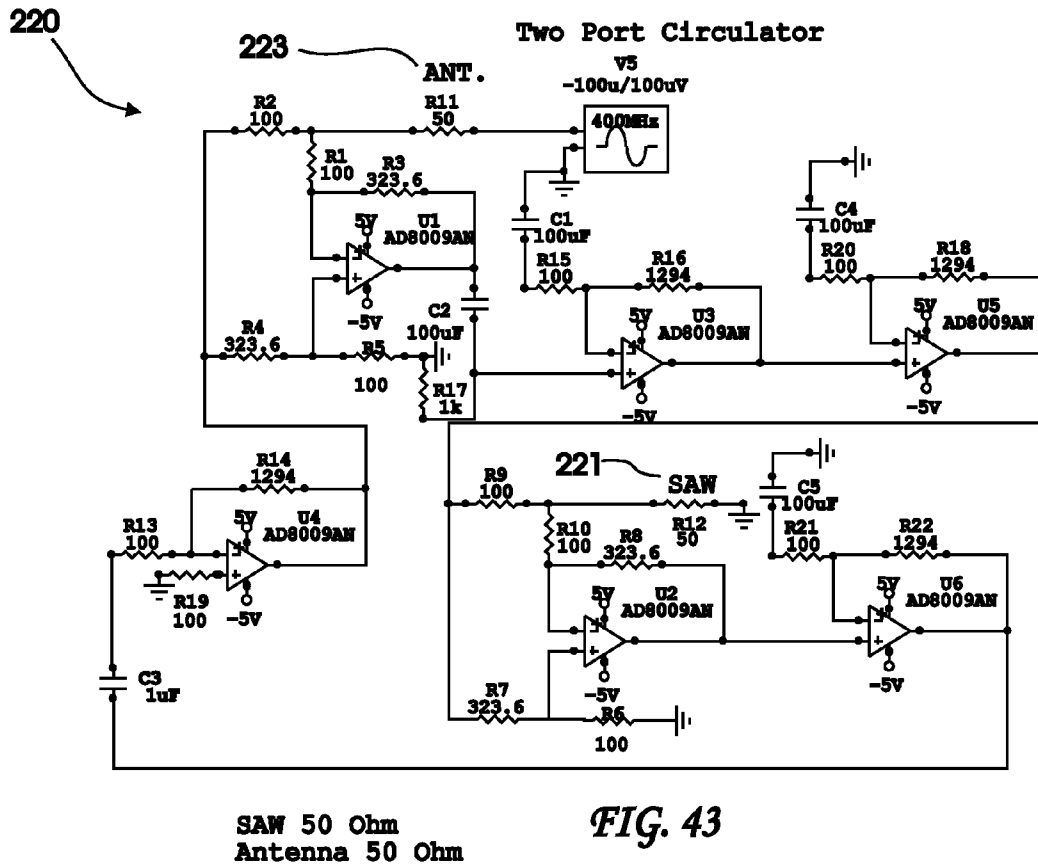 220
Two Port Circulator
223
ANT.
V5
-100u/100uV
400MHz
R2
100
R11
50
R1
100
R3
323.6
5V
U1
AD8009AN
-5V
C2
100uF
R4
323.6
R5
100
R17
1k
C1
100uF
R15
100
R16
1294
5V
U3
AD8009AN
-5V
C4
100uF
R20
100
R18
1294
5V
U5
AD8009AN
-5V
R14
1294
R13
100
5V
U4
AD8009AN
R19
100
-5V
C3
1uF
221
SAW
R9
100
R10
100
R12
50
R8
323.6
5V
U2
AD8009AN
-5V
R7
323.6
R6
100
C5
100uF
R21
100
R22
1294
5V
U6
AD8009AN
-5V
SAW 50 Ohm
Antenna 50 Ohm
FIG. 43